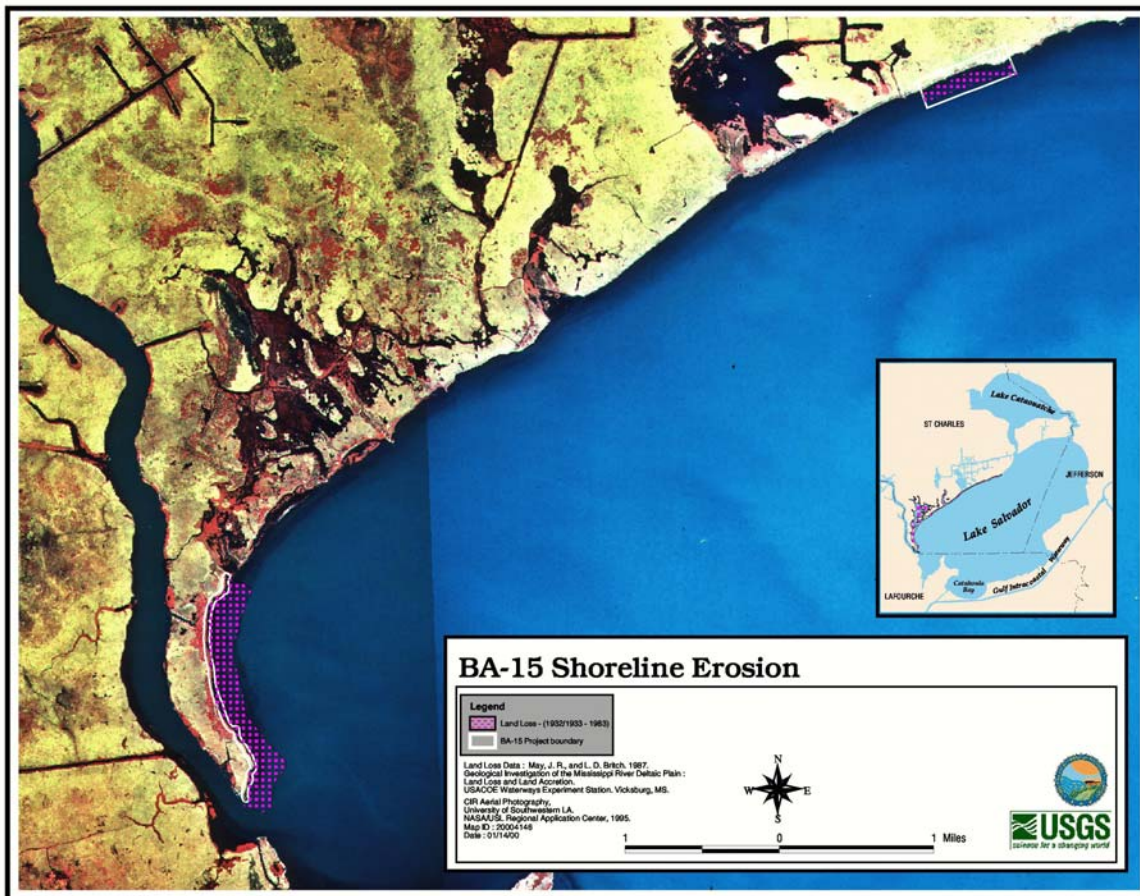 Lake Cataouatche
ST CHARLES
JEFFERSON
Lake Salvador
Catahoula
Bay
Gulf Intracoastal Waterway
LAFOURCHE
BA-15 Shoreline Erosion
Legend
Land Loss - (1932/1933 - 1983)
BA-15 Project boundary
Land Loss Data : May, J. R., and L. D. Britch. 1987.
Geological Investigation of the Mississippi River Deltaic Plain :
Land Loss and Land Accretion.
USACOE Waterways Experiment Station. Vicksburg, MS.
CIR Aerial Photography,
University of Southwestern LA.
NASA/USL Regional Application Center, 1995.
Map ID : 20004146
Date : 01/14/00
N
W E
S
1 0 1 Miles
USGS
science for a changing world